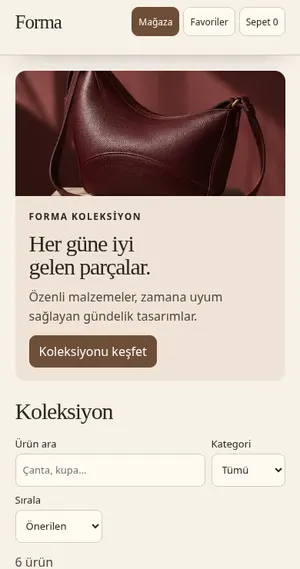 Forma
Mağaza
Favoriler
Sepet 0
FORMA KOLEKSİYON
Her güne iyi
gelen parçalar.
Özenli malzemeler, zamana uyum
sağlayan gündelik tasarımlar.
Koleksiyonu keşfet
Koleksiyon
Ürün ara
Kategori
Çanta, kupa...
Tümü
Sırala
Önerilen
6 ürün